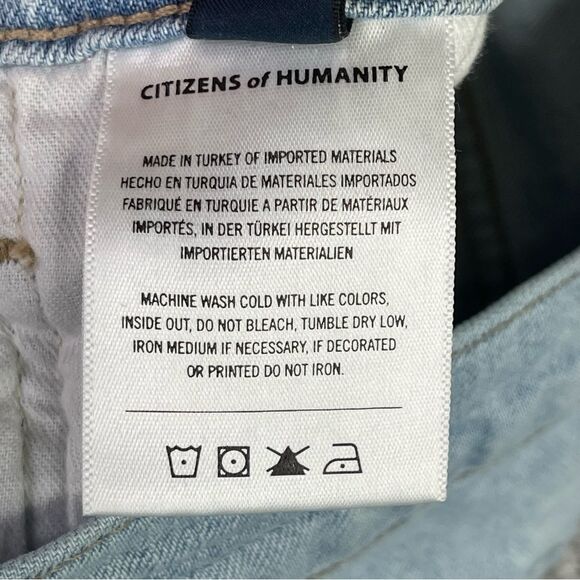 CITIZENS of HUMANITY
MADE IN TURKEY OF IMPORTED MATERIALS
HECHO EN TURQUIA DE MATERIALES IMPORTADOS
FABRIQUÉ EN TURQUIE A PARTIR DE MATÉRIAUX
IMPORTÉS, IN DER TÜRKEI HERGESTELLT MIT
IMPORTIERTEN MATERIALIEN
MACHINE WASH COLD WITH LIKE COLORS,
INSIDE OUT, DO NOT BLEACH, TUMBLE DRY LOW,
IRON MEDIUM IF NECESSARY, IF DECORATED
OR PRINTED DO NOT IRON.